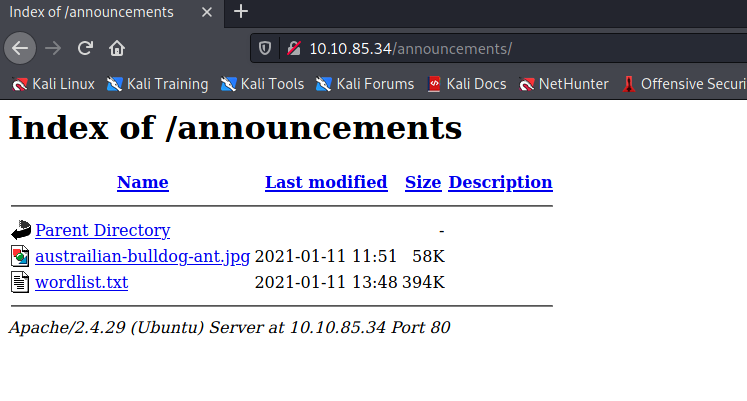 Index of /announcements
10.10.85.34/announcements/
Kali Linux Kali Training Kali Tools Kali Forums Kali Docs NetHunter Offensive Securi
Index of /announcements
Name Last modified Size Description
Parent Directory -
austrailian-bulldog-ant.jpg 2021-01-11 11:51 58K
wordlist.txt 2021-01-11 13:48 394K
Apache/2.4.29 (Ubuntu) Server at 10.10.85.34 Port 80